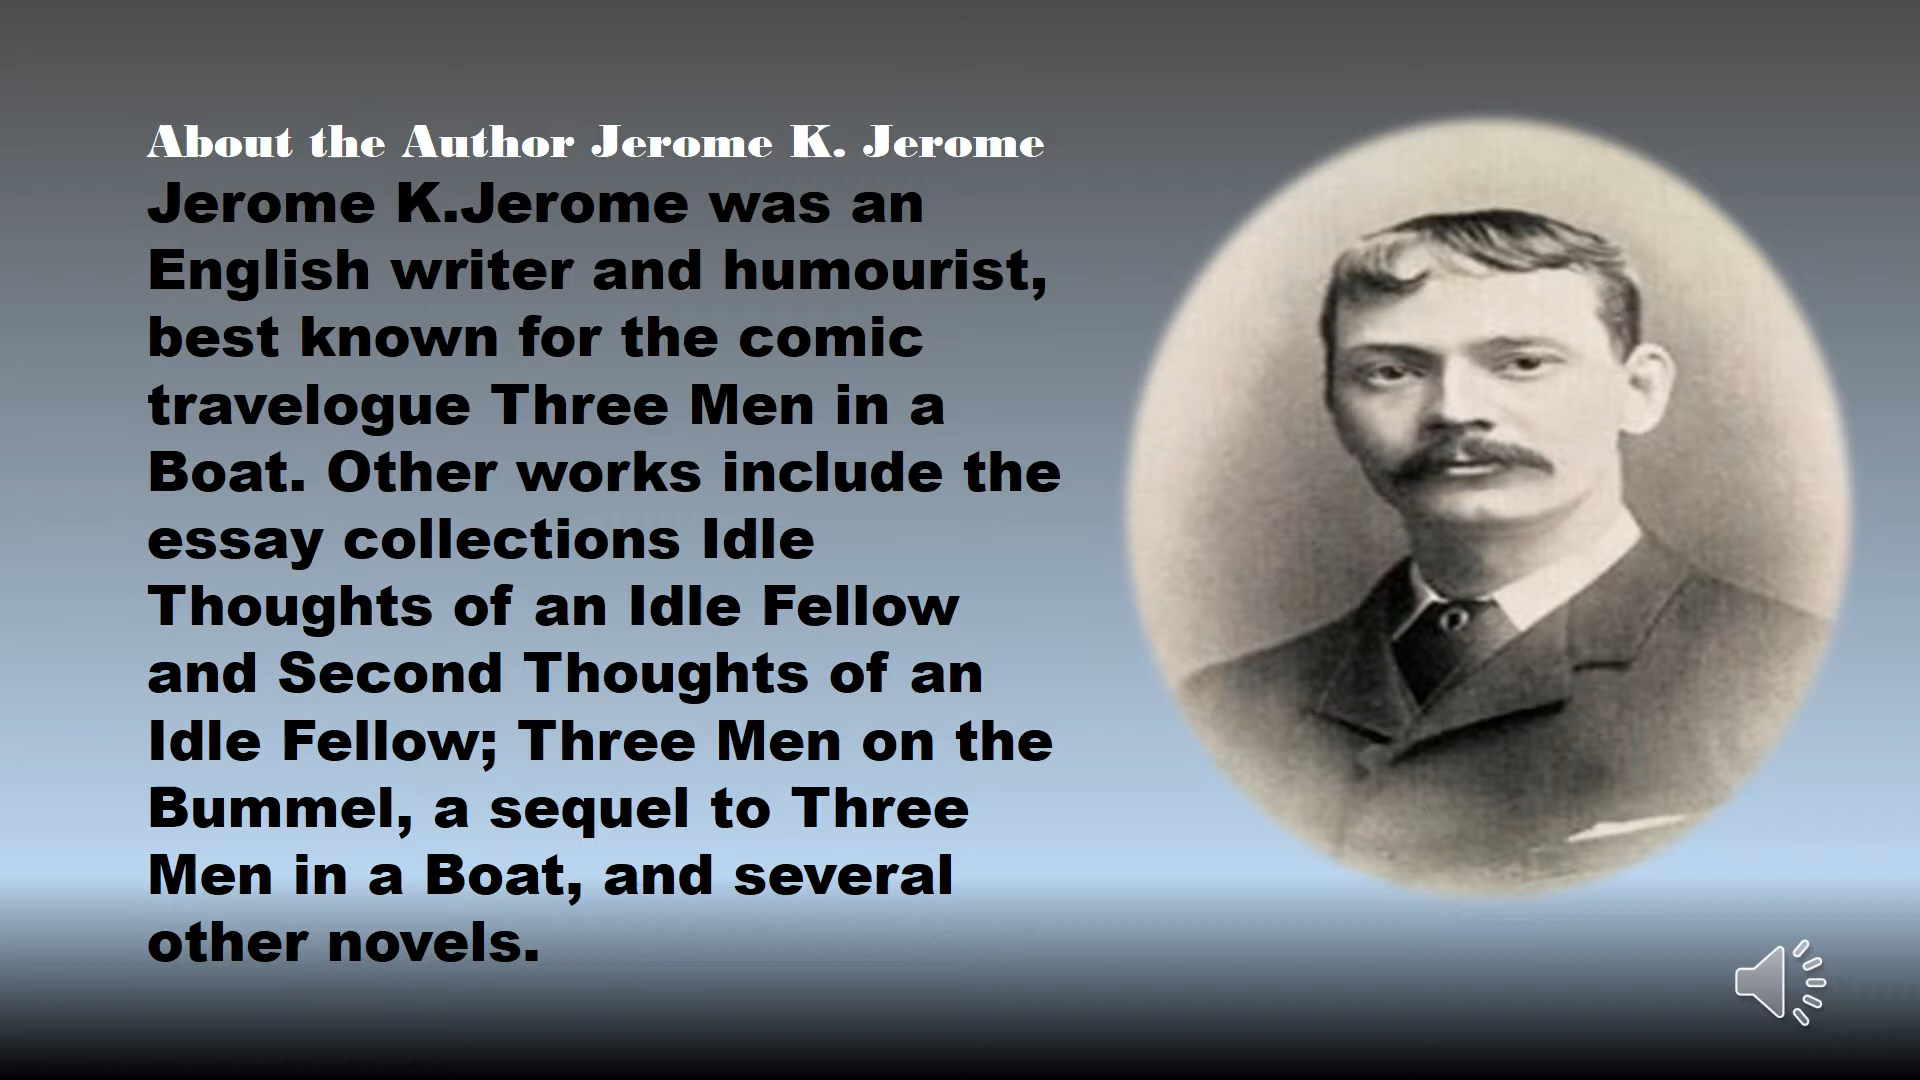 About the Author Jerome K. Jerome
Jerome K.Jerome was an
English writer and humourist,
best known for the comic
travelogue Three Men in a
Boat. Other works include the
essay collections Idle
Thoughts of an Idle Fellow
and Second Thoughts of an
Idle Fellow; Three Men on the
Bummel, a sequel to Three
Men in a Boat, and several
other novels.